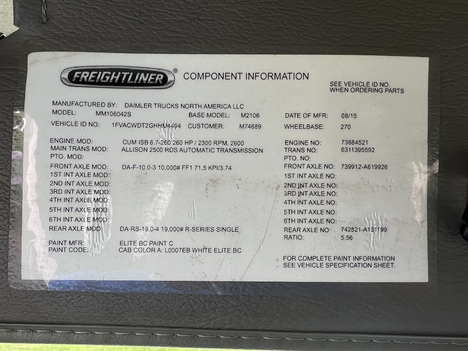 FREIGHTLINER
COMPONENT INFORMATION
SEE VEHICLE ID NO.
WHEN ORDERING PARTS
MANUFACTURED BY: DAIMLER TRUCKS NORTH AMERICA LLC
MODEL: MM106042S BASE MODEL: M2106 DATE OF MFR: 08/15
VEHICLE ID NO: CUSTOMER: M74689 WHEELBASE: 270
ENGINE MOD: CUM ISB 6.7-260 260 HP / 2300 RPM, 2600 ENGINE NO: 73884521
MAIN TRANS MOD: ALLISON 2500 RDS AUTOMATIC TRANSMISSION TRANS NO: 6311395592
PTO. MOD: PTO. NO:
FRONT AXLE MOD: DA-F-10.0-3 10,000# FF1 71.5 KPI/3.74 FRONT AXLE NO: 739912-A619926
1ST INT AXLE MOD: 1ST INT AXLE NO:
2ND INT AXLE MOD: 2ND INT AXLE NO:
3RD INT AXLE MOD: 3RD INT AXLE NO:
4TH INT AXLE MOD: 4TH INT AXLE NO:
5TH INT AXLE MOD: 5TH INT AXLE NO:
6TH INT AXLE MOD: 6TH INT AXLE NO:
REAR AXLE MOD: DA-RS-19.0-4 19,000# R-SERIES SINGLE REAR AXLE NO:
RATIO: 5.56
PAINT MFR: ELITE BC PAINT C
PAINT CODE: CAB COLOR A: L0007EB WHITE ELITE BC
FOR COMPLETE PAINT INFORMATION
SEE VEHICLE SPECIFICATION SHEET.